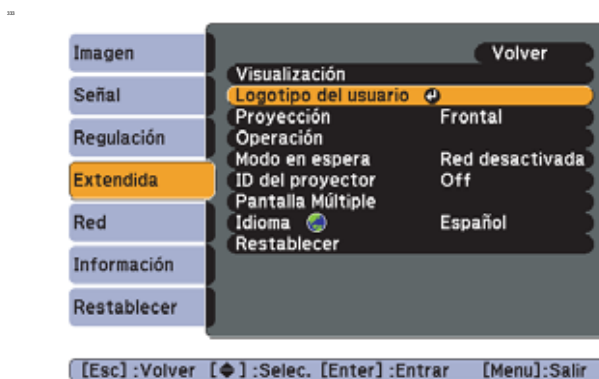 Imagen
Señal
Regulación
Extendida
Red
Información
Restablecer
Volver
Visualización
Logotipo del usuario
Proyección Frontal
Operación
Modo en espera Red desactivada
ID del proyector Off
Pantalla Múltiple
Idioma Español
Restablecer
[Esc] :Volver [◆] :Selec. [Enter] :Entrar [Menu]:Salir